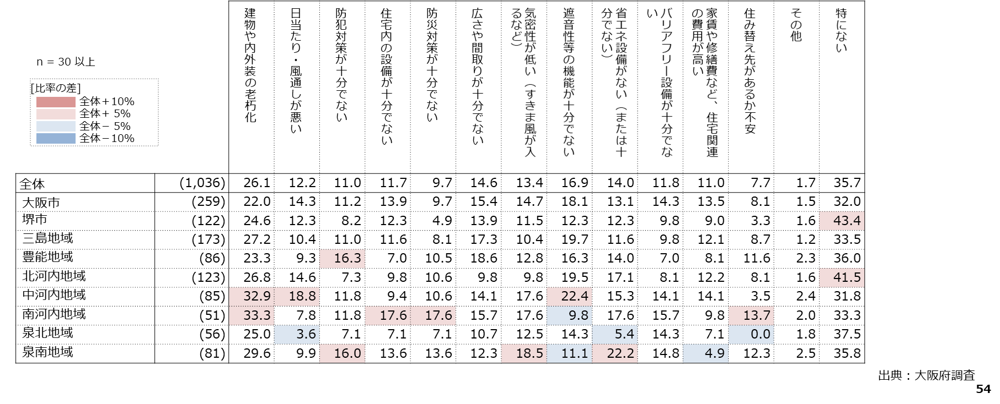 建物や内外装の老朽化
日当たり・風通しが悪い
防犯対策が十分でない
住宅内の設備が十分でない
防災対策が十分でない
広さや間取りが十分でない
気密性が低い（すきま風が入
るなど）
遮音性等の機能が十分でない
省エネ設備がない（または十
分でない）
バリアフリー設備が十分でな
い
家賃や修繕費など、住宅関連
の費用が高い
住み替え先があるか不安
その他
特にない
n = 30 以上
[比率の差]
全体＋10%
全体＋ 5%
全体－ 5%
全体－10%
全体 (1,036) 26.1 12.2 11.0 11.7 9.7 14.6 13.4 16.9 14.0 11.8 11.0 7.7 1.7 35.7
大阪市 (259) 22.0 14.3 11.2 13.9 9.7 15.4 14.7 18.1 13.1 14.3 13.5 8.1 1.5 32.0
堺市 (122) 24.6 12.3 8.2 12.3 4.9 13.9 11.5 12.3 12.3 9.8 9.0 3.3 1.6 43.4
三島地域 (173) 27.2 10.4 11.0 11.6 8.1 17.3 10.4 19.7 11.6 9.8 12.1 8.7 1.2 33.5
豊能地域 (86) 23.3 9.3 16.3 7.0 10.5 18.6 12.8 16.3 14.0 7.0 8.1 11.6 2.3 36.0
北河内地域 (123) 26.8 14.6 7.3 9.8 10.6 9.8 9.8 19.5 17.1 8.1 12.2 8.1 1.6 41.5
中河内地域 (85) 32.9 18.8 11.8 9.4 10.6 14.1 17.6 22.4 15.3 14.1 14.1 3.5 2.4 31.8
南河内地域 (51) 33.3 7.8 11.8 17.6 17.6 15.7 17.6 9.8 17.6 15.7 9.8 13.7 2.0 33.3
泉北地域 (56) 25.0 3.6 7.1 7.1 7.1 10.7 12.5 14.3 5.4 14.3 7.1 0.0 1.8 37.5
泉南地域 (81) 29.6 9.9 16.0 13.6 13.6 12.3 18.5 11.1 22.2 14.8 4.9 12.3 2.5 35.8
出典：大阪府調査
54